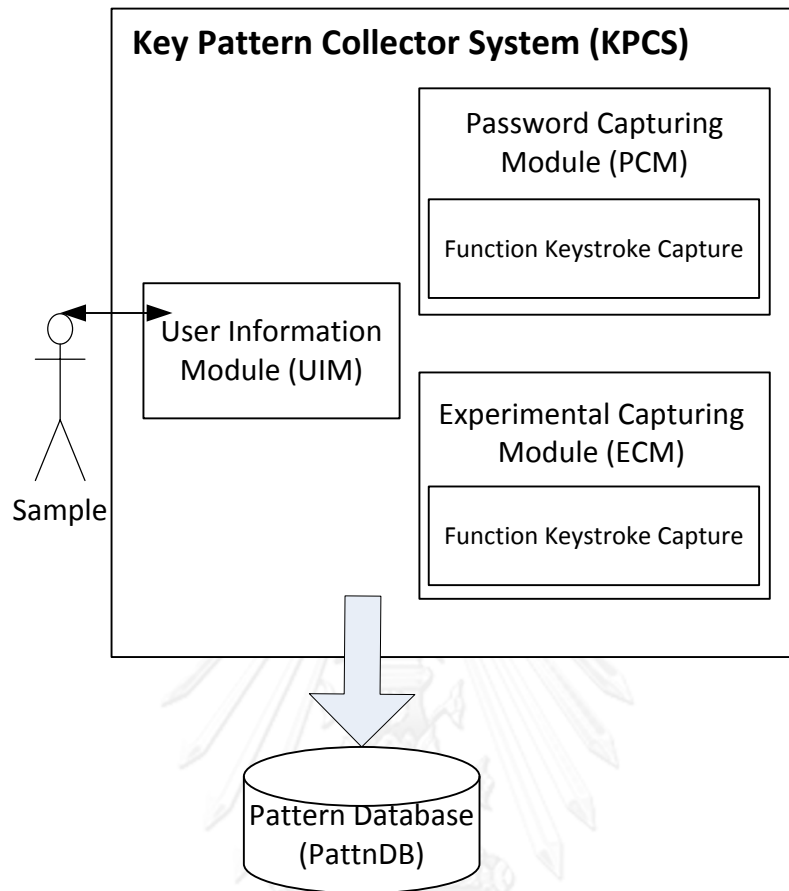 Key Pattern Collector System (KPCS)
Password Capturing
Module (PCM)
Function Keystroke Capture
User Information
Module (UIM)
Experimental Capturing
Module (ECM)
Function Keystroke Capture
Sample
Pattern Database
(PattnDB)